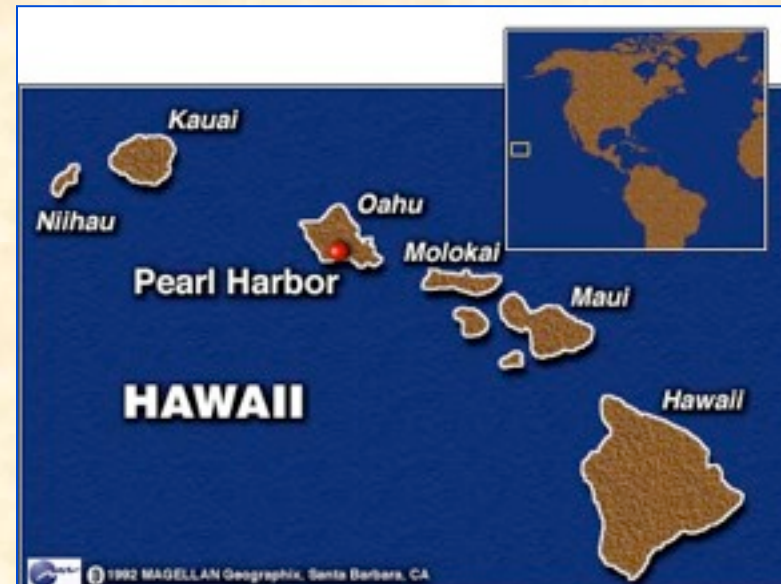 Kauai
Niihau
Oahu
Pearl Harbor
Molokai
Maui
HAWAII
Hawaii
1992 MAGELLAN Geographix, Santa Barbara, CA